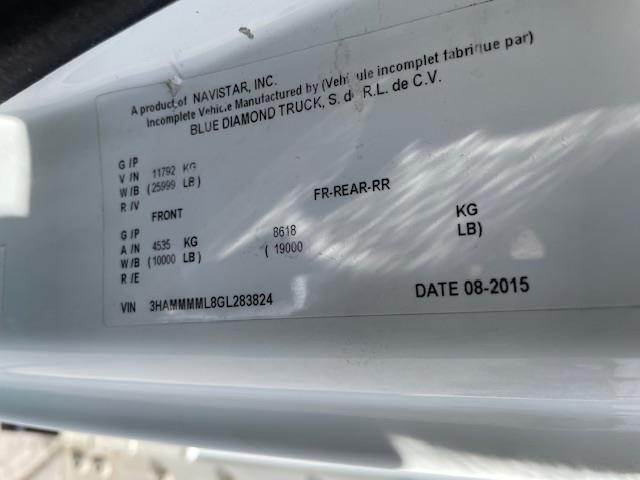 A product of NAVISTAR, INC.
Incomplete Vehicle Manufactured by (Vehicule incomplet fabrique par)
BLUE DIAMOND TRUCK, S. de R.L. de C.V.
G /P
V /N 11792 KG
W/B (25999 LB)
R /V
FRONT FR-REAR-RR
G /P
A /N 4535 KG 8618 KG
W/B (10000 LB) ( 19000 LB)
R /E
VIN 3HAMMMML8GL283824 DATE 08-2015